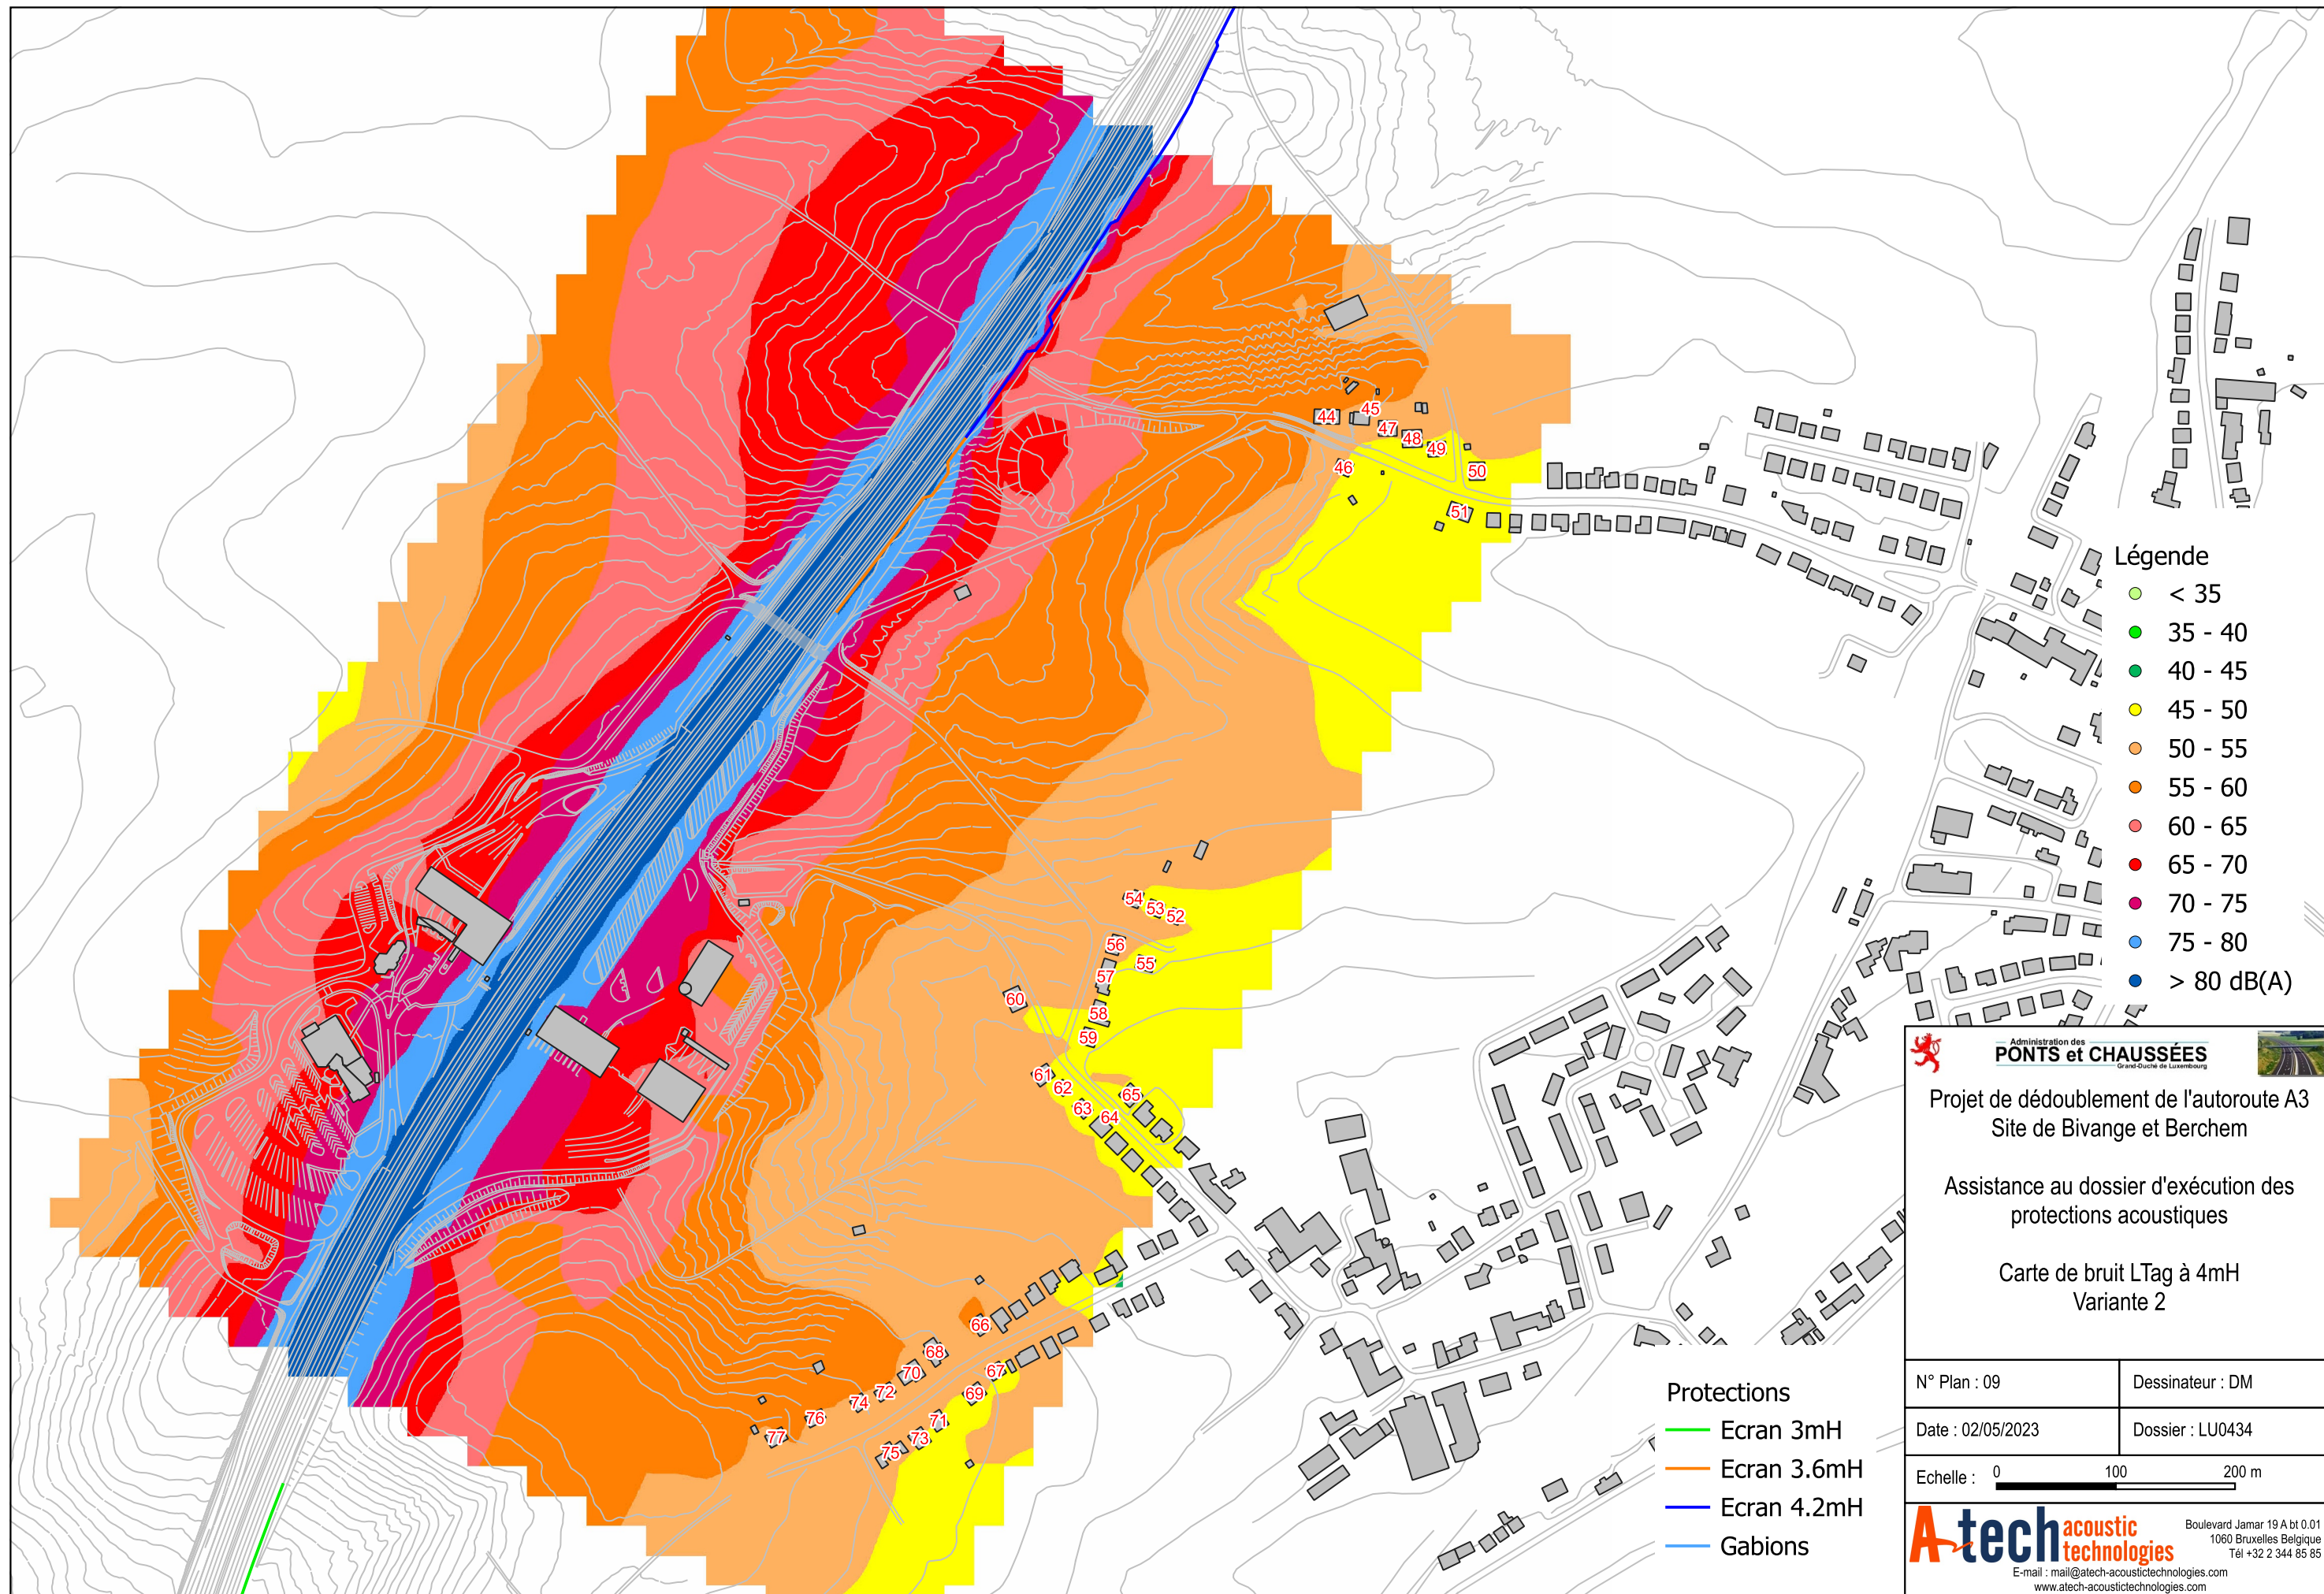 44
45
47
48
49
46
50
51
54
53
52
56
55
57
60
58
59
61
62
65
63
64
66
68
67
70
69
72
74
71
76
73
77
75
Légende
< 35
35 - 40
40 - 45
45 - 50
50 - 55
55 - 60
60 - 65
65 - 70
70 - 75
75 - 80
> 80 dB(A)
Protections
Ecran 3mH
Ecran 3.6mH
Ecran 4.2mH
Gabions
Administration des
PONTS et CHAUSSÉES
Grand-Duché de Luxembourg
Projet de dédoublement de l'autoroute A3
Site de Bivange et Berchem
Assistance au dossier d'exécution des
protections acoustiques
Carte de bruit LTag à 4mH
Variante 2
N° Plan : 09
Dessinateur : DM
Date : 02/05/2023
Dossier : LU0434
Echelle : 0 100 200 m
A-tech acoustic technologies
Boulevard Jamar 19 A bt 0.01
1060 Bruxelles Belgique
Tél +32 2 344 85 85
E-mail : mail@atech-acoustictechnologies.com
www.atech-acoustictechnologies.com